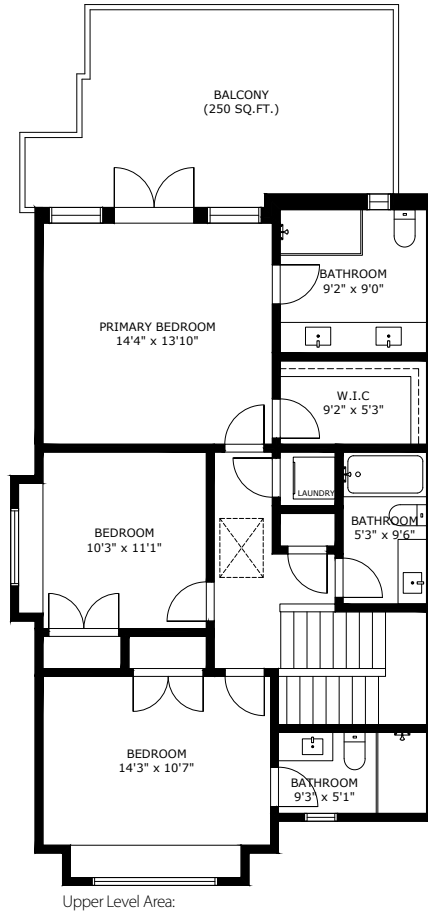 BALCONY
(250 SQ.FT.)
BATHROOM
9'2" x 9'0"
PRIMARY BEDROOM
14'4" x 13'10"
W.I.C
9'2" x 5'3"
LAUNDRY
BATHROOM
5'3" x 9'6"
BEDROOM
10'3" x 11'1"
BEDROOM
14'3" x 10'7"
BATHROOM
9'3" x 5'1"
Upper Level Area: